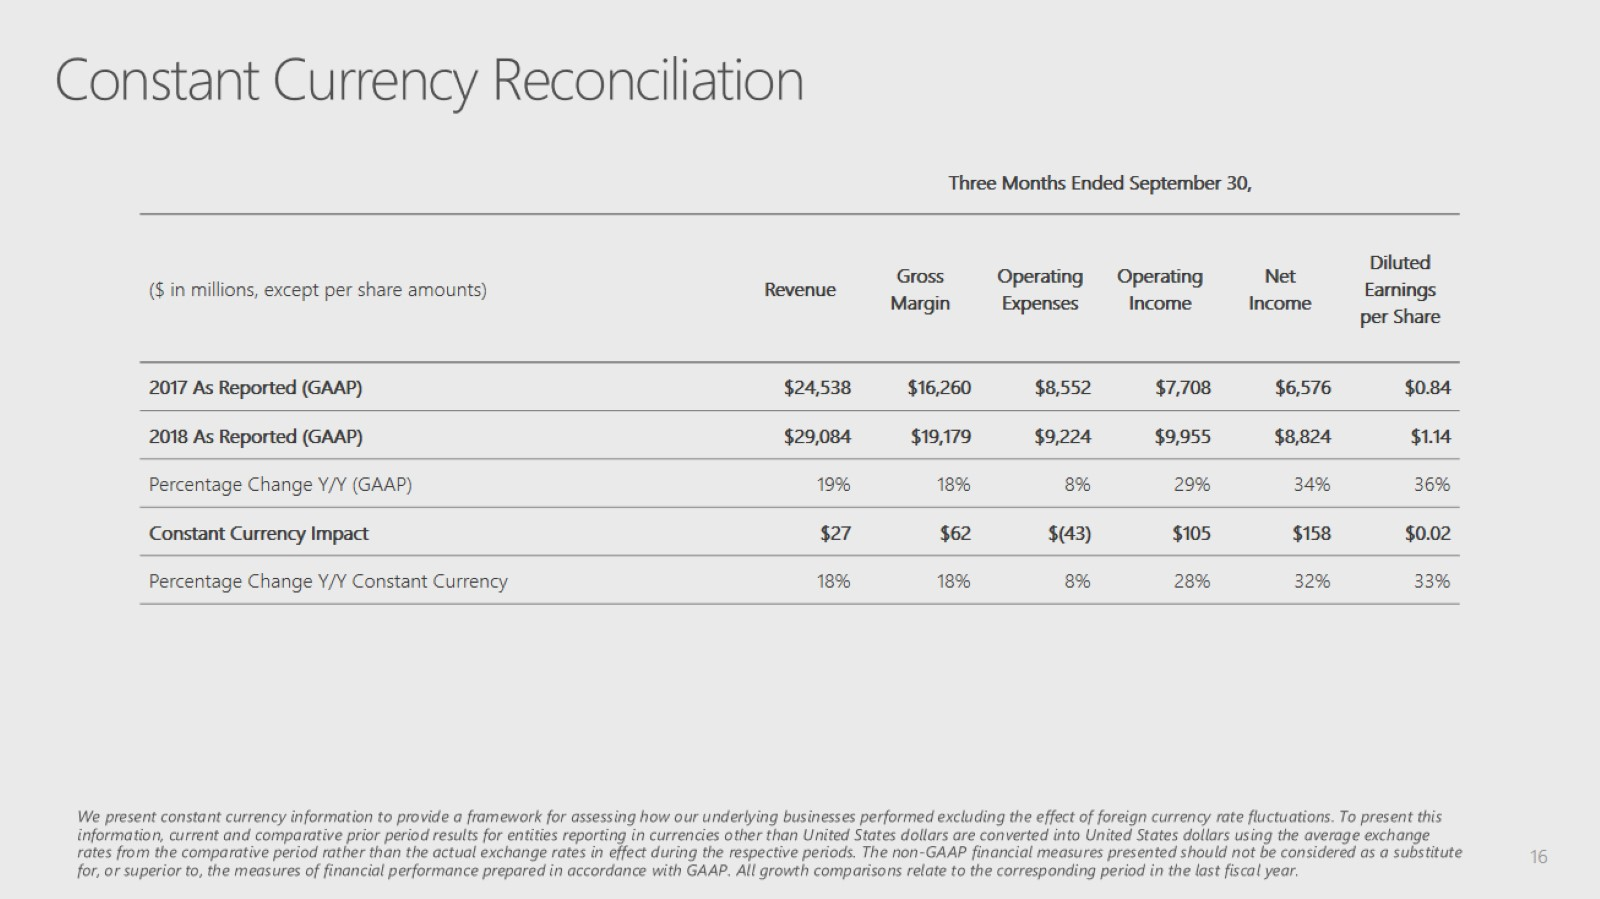 Constant Currency Reconciliation
Three Months Ended September 30,
($ in millions, except per share amounts) Revenue Gross Margin Operating Expenses Operating Income Net Income Diluted Earnings per Share
2017 As Reported (GAAP) $24,538 $16,260 $8,552 $7,708 $6,576 $0.84
2018 As Reported (GAAP) $29,084 $19,179 $9,224 $9,955 $8,824 $1.14
Percentage Change Y/Y (GAAP) 19% 18% 8% 29% 34% 36%
Constant Currency Impact $27 $62 $(43) $105 $158 $0.02
Percentage Change Y/Y Constant Currency 18% 18% 8% 28% 32% 33%
We present constant currency information to provide a framework for assessing how our underlying businesses performed excluding the effect of foreign currency rate fluctuations. To present this
information, current and comparative prior period results for entities reporting in currencies other than United States dollars are converted into United States dollars using the average exchange
rates from the comparative period rather than the actual exchange rates in effect during the respective periods. The non-GAAP financial measures presented should not be considered as a substitute
for, or superior to, the measures of financial performance prepared in accordance with GAAP. All growth comparisons relate to the corresponding period in the last fiscal year.
16